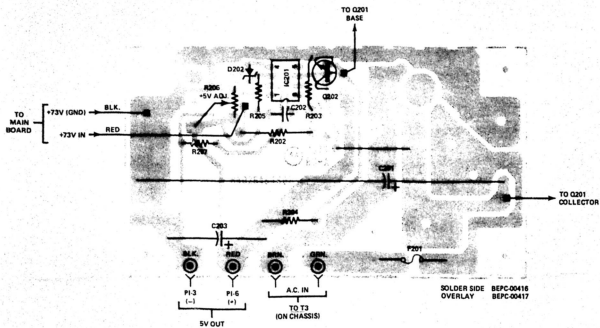 TO Q201
BASE
D202
IC201
R206
+5V ADJ
R205
C202
R203
Q202
TO
MAIN
BOARD
+73V (GND)
BLK.
+73V IN
RED
R202
C201
TO Q201
COLLECTOR
R204
C203
F201
BLK.
RED
BRN.
GRN.
PI-3
(−)
PI-6
(+)
A.C. IN
TO T3
(ON CHASSIS)
5V OUT
SOLDER SIDE
OVERLAY
BEPC-00416
BEPC-00417